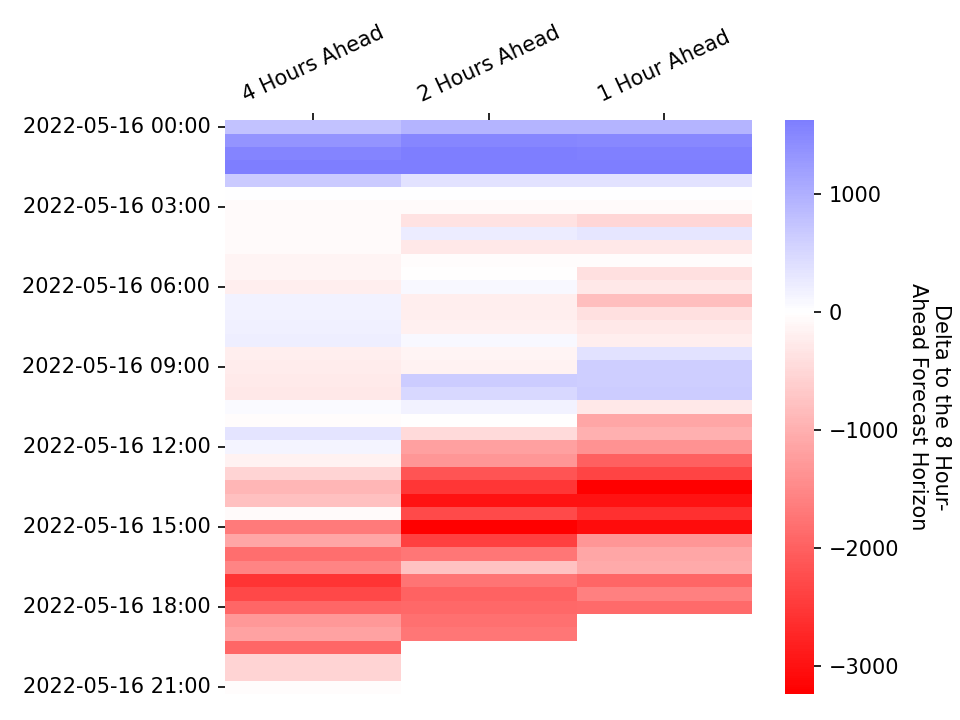 4 Hours Ahead
2 Hours Ahead
1 Hour Ahead
2022-05-16 00:00
2022-05-16 03:00
2022-05-16 06:00
2022-05-16 09:00
2022-05-16 12:00
2022-05-16 15:00
2022-05-16 18:00
2022-05-16 21:00
1000
0
−1000
−2000
−3000
Delta to the 8 Hour-
Ahead Forecast Horizon